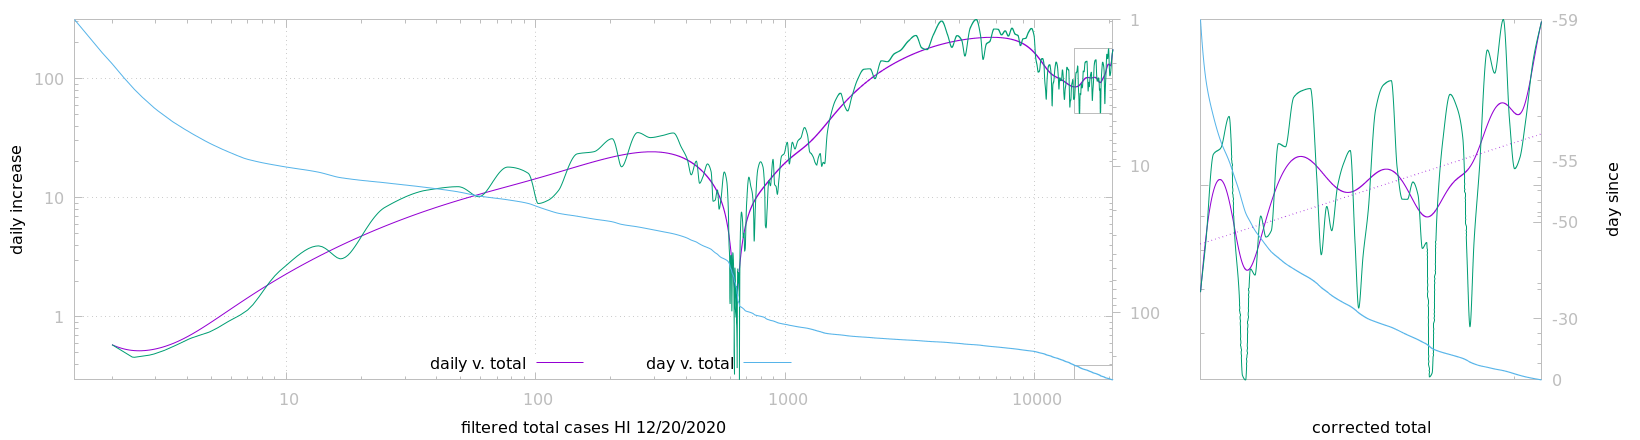 daily increase
100
10
1
10
100
1000
10000
1
10
100
daily v. total
day v. total
filtered total cases HI 12/20/2020
-59
-55
-50
-30
0
day since
corrected total